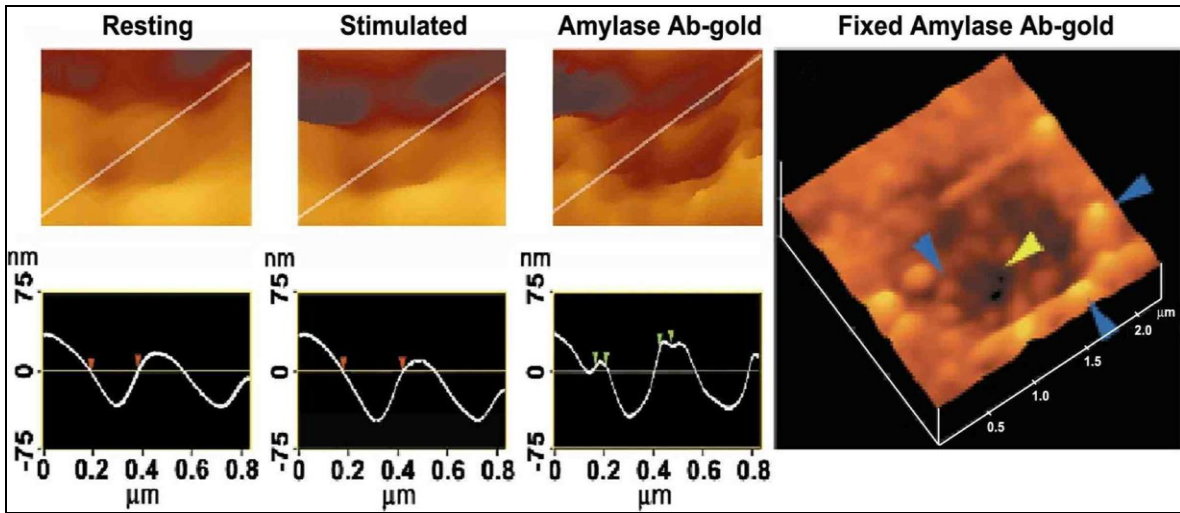 Resting Stimulated Amylase Ab-gold Fixed Amylase Ab-gold
nm nm nm
75 75 75
0 0 0
-75 -75 -75
0 0.2 0.4 0.6 0.8 0 0.2 0.4 0.6 0.8 0 0.2 0.4 0.6 0.8
μm μm μm
μm
2.0
1.5
1.0
0.5